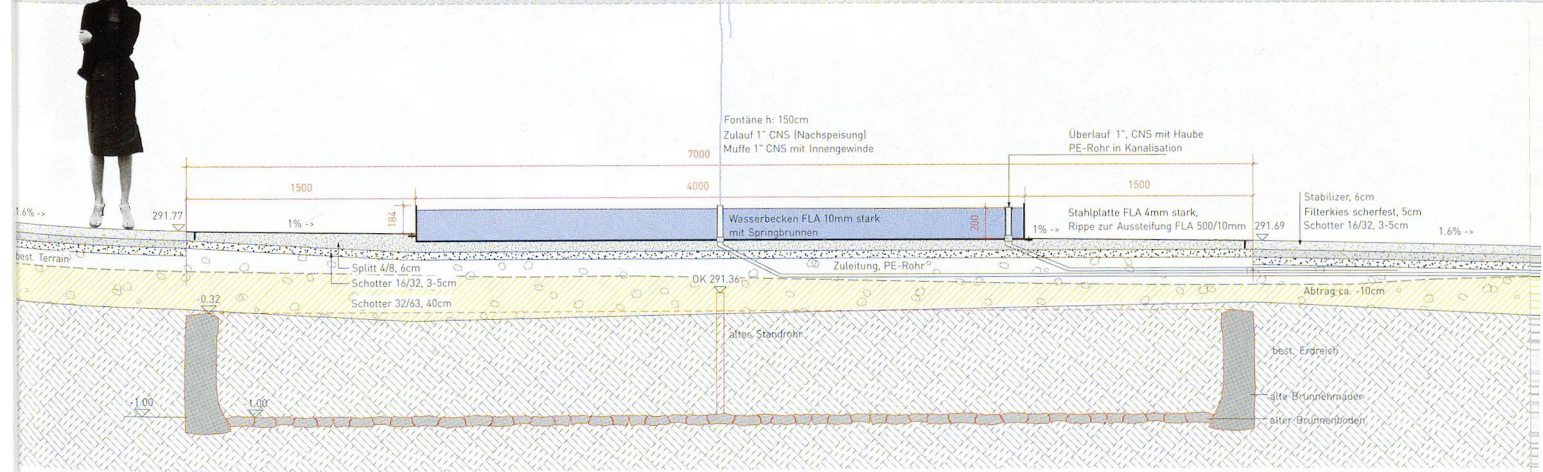 Fontäne h: 150cm
Zulauf 1" CNS (Nachspeisung)
Muffe 1" CNS mit Innengewinde
Überlauf 1", CNS mit Haube
PE-Rohr in Kanalisation
7000
1500
4000
1500
Stabilizer, 6cm
Filterkies scherfest, 5cm
Schotter 16/32, 3-5cm
1.6% ->
291.77
1% ->
184
Wasserbecken FLA 10mm stark
mit Springbrunnen
200
1% ->
Stahlplatte FLA 4mm stark,
Rippe zur Aussteifung FLA 500/10mm
291.69
1.6% ->
best. Terrain
Splitt 4/8, 6cm
Schotter 16/32, 3-5cm
Schotter 32/63, 40cm
Zuleitung, PE-Rohr
OK 291.36
Abtrag ca. -10cm
-0.32
altes Standrohr
best. Erdreich
-1.00
-1.00
alte Brunnenmauer
alter Brunnenboden